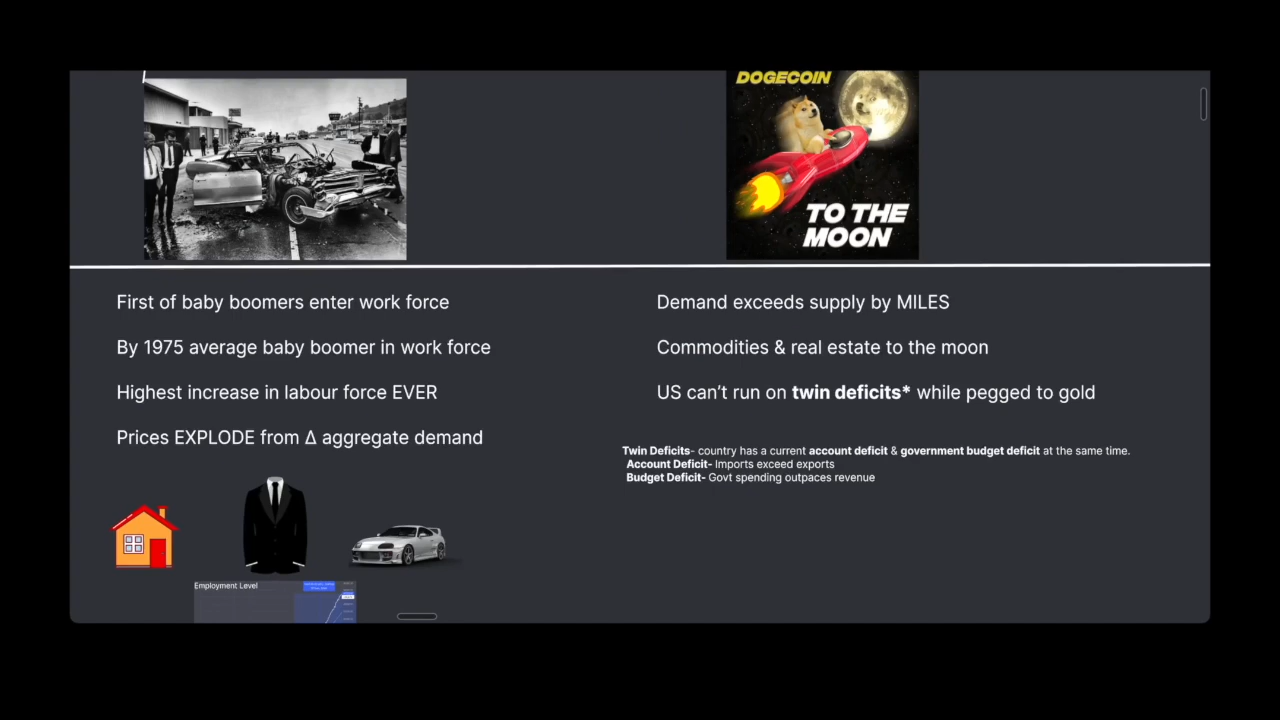 DOGECOIN
TO THE
MOON
First of baby boomers enter work force
By 1975 average baby boomer in work force
Highest increase in labour force EVER
Prices EXPLODE from Δ aggregate demand
Demand exceeds supply by MILES
Commodities & real estate to the moon
US can't run on twin deficits* while pegged to gold
Twin Deficits- country has a current account deficit & government budget deficit at the same time.
Account Deficit- Imports exceed exports
Budget Deficit- Govt spending outpaces revenue
Employment Level